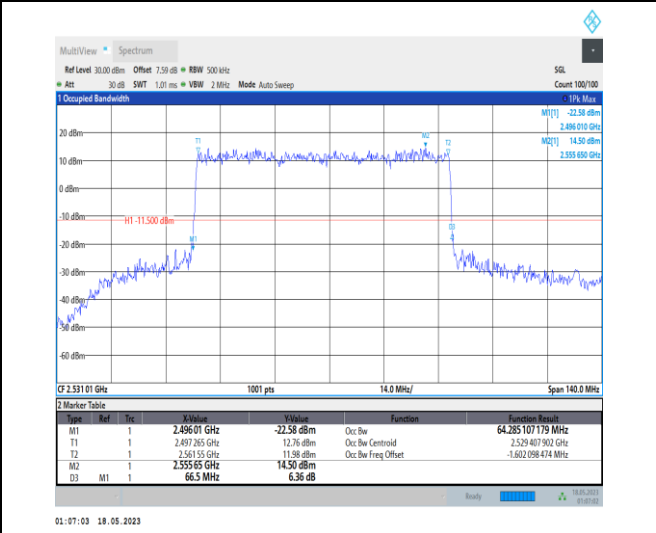 MultiView Spectrum
Ref Level 30.00 dBm Offset 7.59 dB RBW 500 kHz SGL
Att 30 dB SWT 1.01 ms VBW 2 MHz Mode Auto Sweep Count 100/100
1 Occupied Bandwidth 1Pk Max
M1[1] -22.58 dBm
2.496 010 GHz
M2[1] 14.50 dBm
2.555 650 GHz
20 dBm
T1 M2 T2
10 dBm
0 dBm
-10 dBm
H1 -11.500 dBm
D3
M1
-20 dBm
-30 dBm
-40 dBm
-50 dBm
-60 dBm
CF 2.531 01 GHz 1001 pts 14.0 MHz/ Span 140.0 MHz
2 Marker Table
Type Ref Trc X-Value Y-Value Function Function Result
M1 1 2.496 01 GHz -22.58 dBm Occ Bw 64.285 107 179 MHz
T1 1 2.497 265 GHz 12.76 dBm Occ Bw Centroid 2.529 407 902 GHz
T2 1 2.561 55 GHz 11.98 dBm Occ Bw Freq Offset -1.602 098 474 MHz
M2 1 2.555 65 GHz 14.50 dBm
D3 M1 1 66.5 MHz 6.36 dB
Ready 18.05.2023
01:07:02
01:07:03 18.05.2023